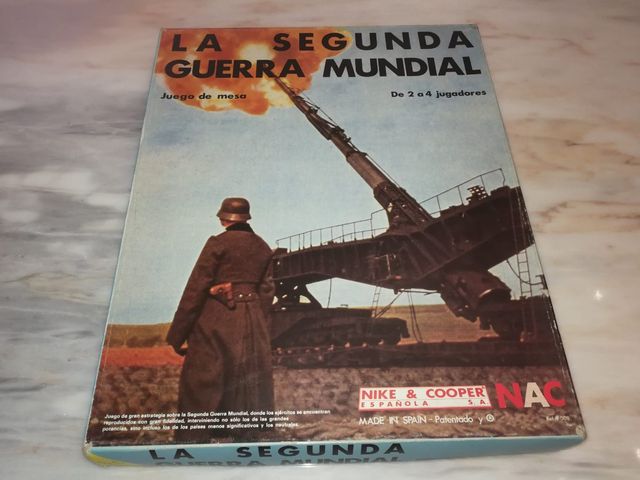 LA SEGUNDA
GUERRA MUNDIAL
Juego de mesa
De 2 a 4 jugadores
NIKE & COOPER
ESPAÑOLA S.A.
NAC
MADE IN SPAIN - Patentado y
Juego de gran estrategia sobre la Segunda Guerra Mundial, donde los ejércitos se encuentran
reproducidos con gran fidelidad, interviniendo no sólo los de las grandes
potencias, sino incluso los de los países menos significativos y los neutrales.
LA SEGUNDA
GUERRA MUNDIAL